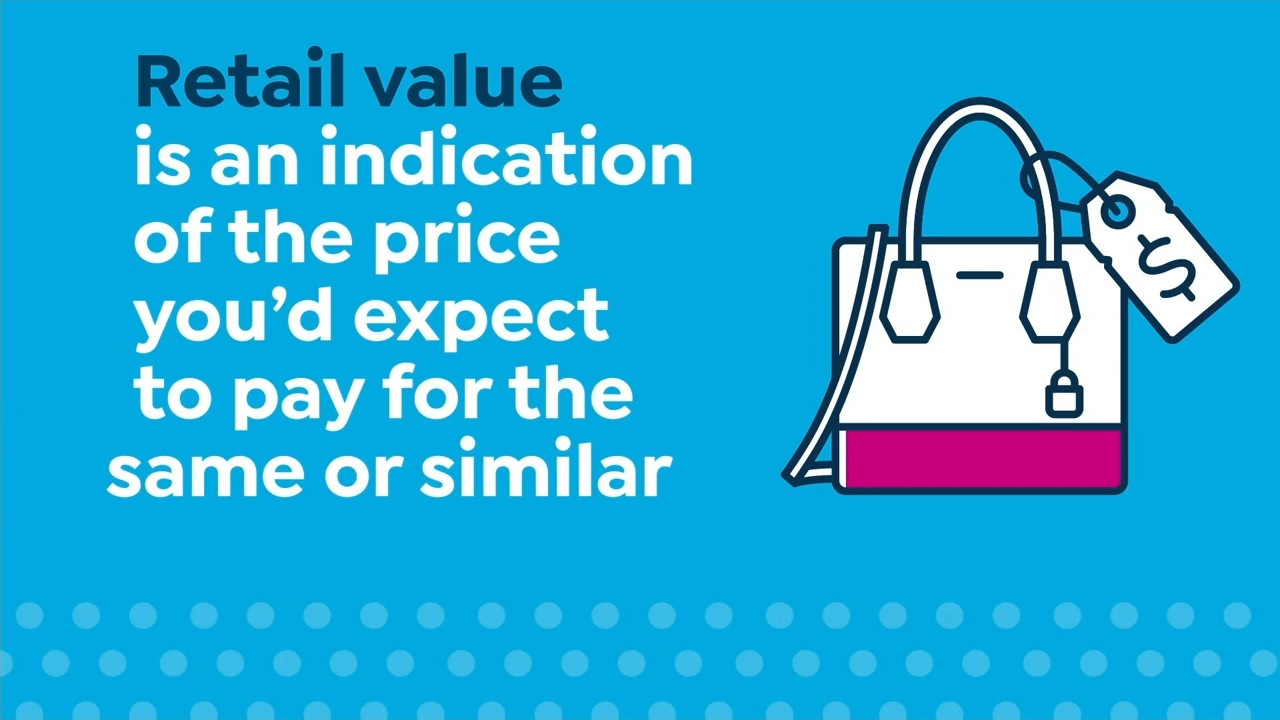 Retail value
is an indication
of the price
you’d expect
to pay for the
same or similar
$